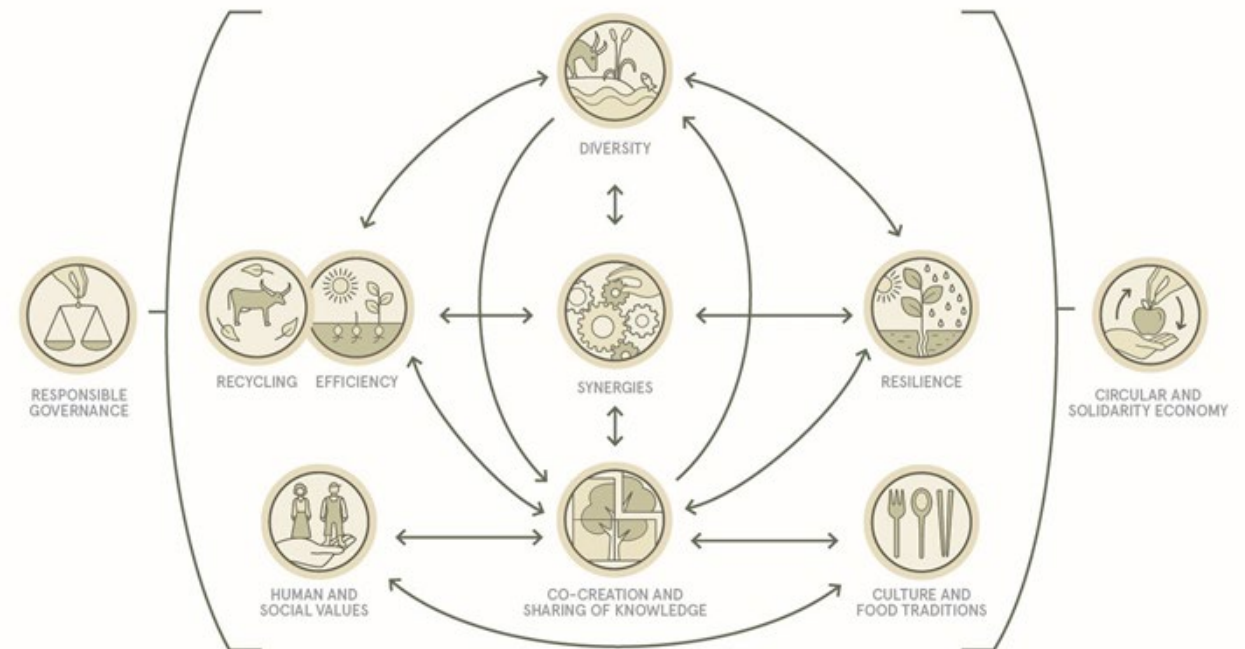 DIVERSITY
RECYCLING
EFFICIENCY
SYNERGIES
RESILIENCE
RESPONSIBLE
GOVERNANCE
CIRCULAR AND
SOLIDARITY ECONOMY
HUMAN AND
SOCIAL VALUES
CO-CREATION AND
SHARING OF KNOWLEDGE
CULTURE AND
FOOD TRADITIONS